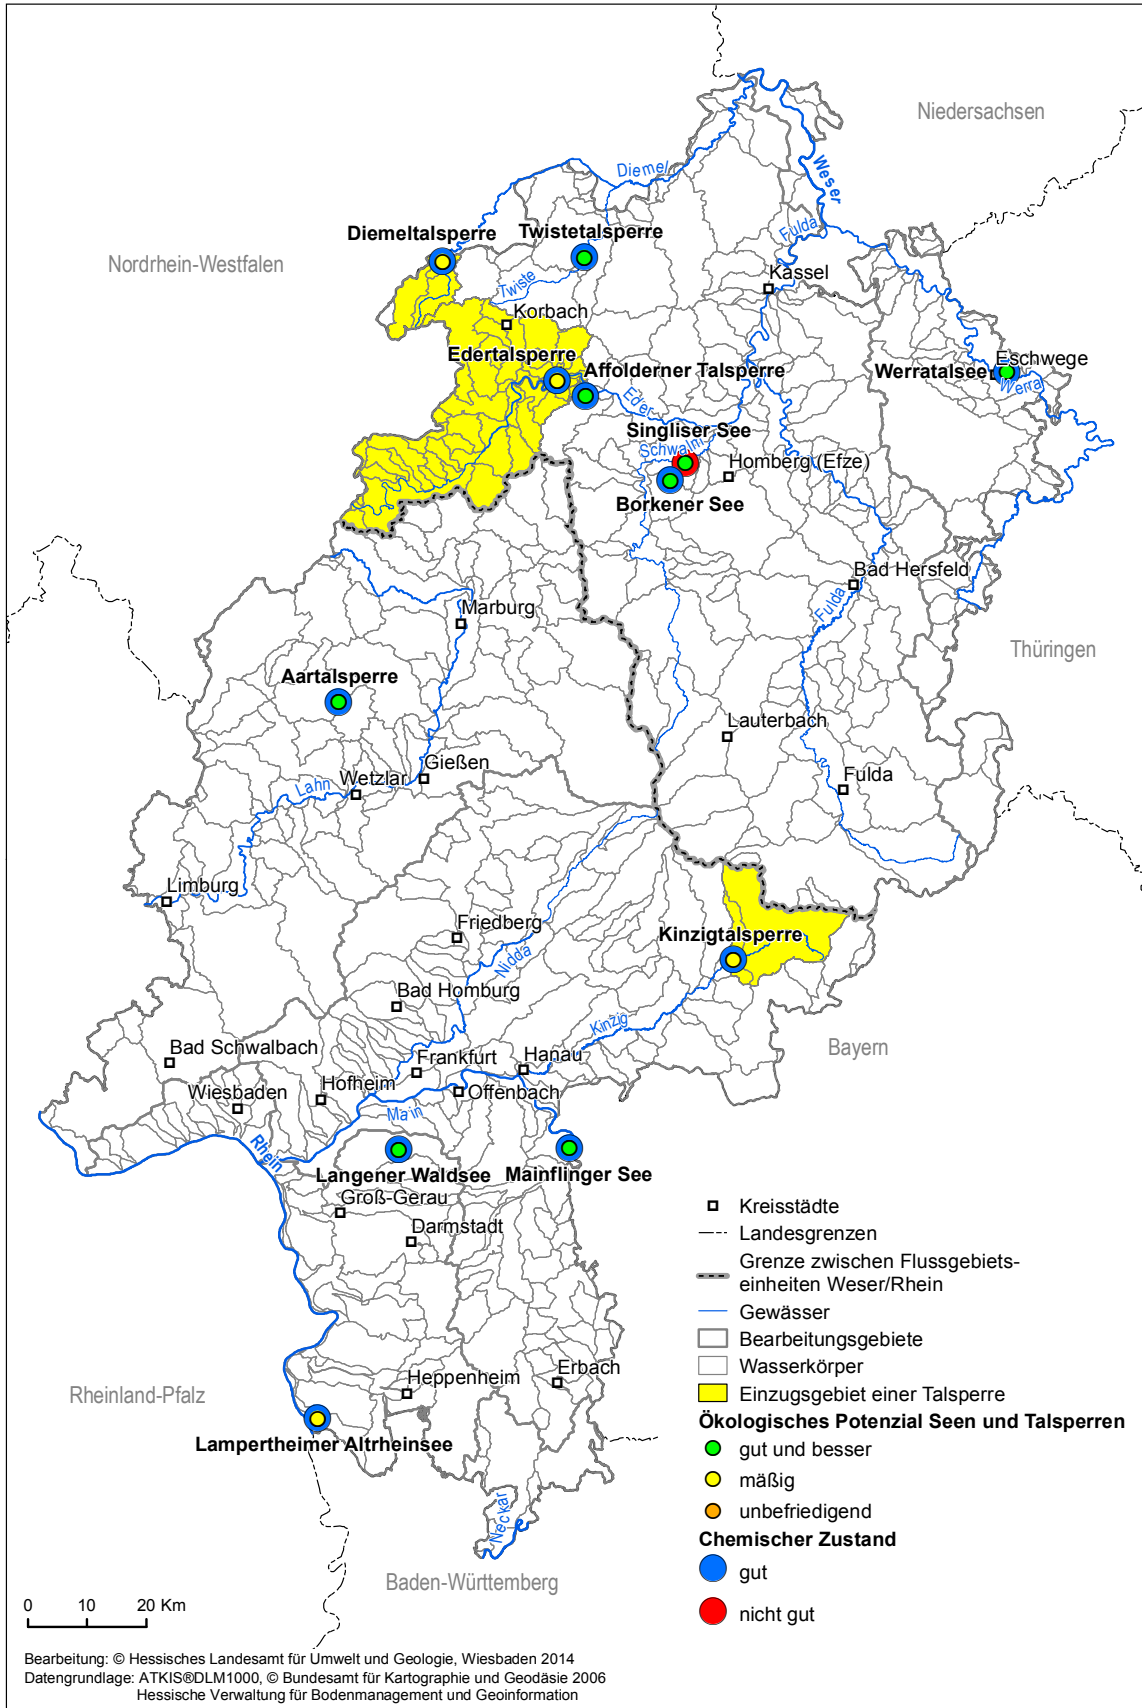 Niedersachsen
Diemel
Weser
Diemeltalsperre
Twistetalsperre
Fulda
Nordrhein-Westfalen
Kassel
Twiste
Korbach
Edertalsperre
Affolderner Talsperre
Eschwege
Werratalsee
Werra
Eder
Singliser See
Schwalm
Homberg (Efze)
Borkener See
Bad Hersfeld
Fulda
Marburg
Thüringen
Aartalsperre
Lauterbach
Gießen
Fulda
Lahn
Wetzlar
Limburg
Friedberg
Kinzigtalsperre
Nidda
Bad Homburg
Kinzig
Bad Schwalbach
Frankfurt
Hanau
Bayern
Hofheim
Offenbach
Wiesbaden
Main
Rhein
Langener Waldsee
Mainflinger See
Groß-Gerau
Darmstadt
Heppenheim
Erbach
Rheinland-Pfalz
Lampertheimer Altrheinsee
Neckar
Baden-Württemberg
Kreisstädte
Landesgrenzen
Grenze zwischen Flussgebiets-
einheiten Weser/Rhein
Gewässer
Bearbeitungsgebiete
Wasserkörper
Einzugsgebiet einer Talsperre
Ökologisches Potenzial Seen und Talsperren
gut und besser
mäßig
unbefriedigend
Chemischer Zustand
gut
nicht gut
0 10 20 Km
Bearbeitung: © Hessisches Landesamt für Umwelt und Geologie, Wiesbaden 2014
Datengrundlage: ATKIS®DLM1000, © Bundesamt für Kartographie und Geodäsie 2006
Hessische Verwaltung für Bodenmanagement und Geoinformation